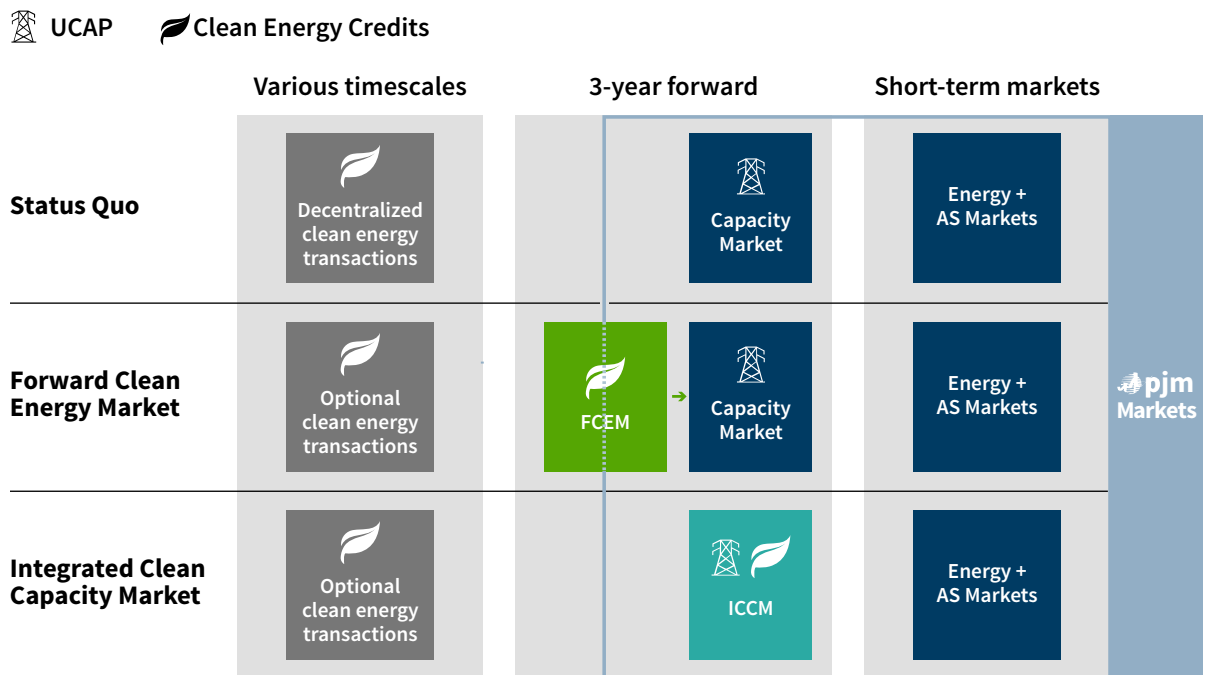 UCAP
Clean Energy Credits
Various timescales
3-year forward
Short-term markets
Status Quo
Decentralized
clean energy
transactions
Capacity
Market
Energy +
AS Markets
Forward Clean
Energy Market
Optional
clean energy
transactions
FCEM
Capacity
Market
Energy +
AS Markets
pjm
Markets
Integrated Clean
Capacity Market
Optional
clean energy
transactions
ICCM
Energy +
AS Markets